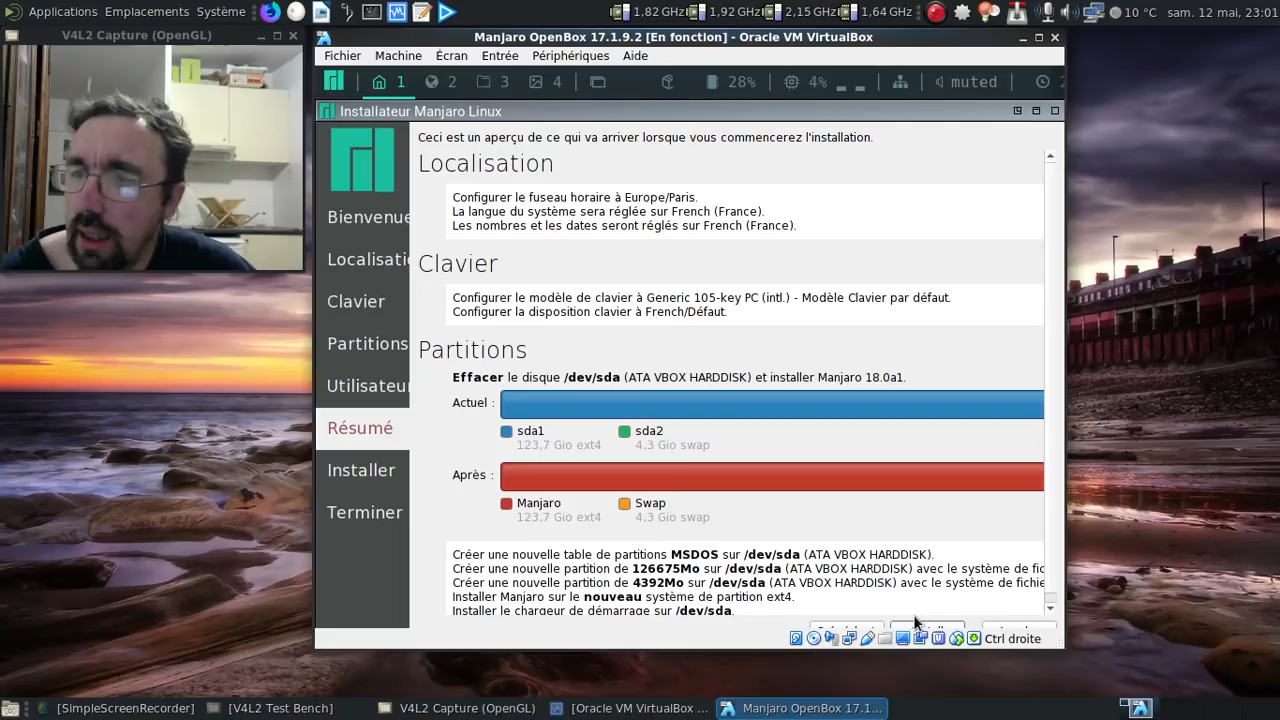 Applications Emplacements Système 1,82 GHz 1,92 GHz 2,15 GHz 1,64 GHz 10 °C sam. 12 mai, 23:01
V4L2 Capture (OpenGL)
Manjaro OpenBox 17.1.9.2 [En fonction] - Oracle VM VirtualBox
Fichier Machine Écran Entrée Périphériques Aide
1 2 3 4 28% 4% muted
Installateur Manjaro Linux
Ceci est un aperçu de ce qui va arriver lorsque vous commencerez l'installation.
Bienvenue
Localisati
Clavier
Partitions
Utilisateur
Résumé
Installer
Terminer
Localisation
Configurer le fuseau horaire à Europe/Paris.
La langue du système sera réglée sur French (France).
Les nombres et les dates seront réglés sur French (France).
Clavier
Configurer le modèle de clavier à Generic 105-key PC (intl.) - Modèle Clavier par défaut.
Configurer la disposition clavier à French/Défaut.
Partitions
Effacer le disque /dev/sda (ATA VBOX HARDDISK) et installer Manjaro 18.0a1.
Actuel :
sda1 sda2
123,7 Gio ext4 4,3 Gio swap
Après :
Manjaro Swap
123,7 Gio ext4 4,3 Gio swap
Créer une nouvelle table de partitions MSDOS sur /dev/sda (ATA VBOX HARDDISK).
Créer une nouvelle partition de 126675Mo sur /dev/sda (ATA VBOX HARDDISK) avec le système de fic
Créer une nouvelle partition de 4392Mo sur /dev/sda (ATA VBOX HARDDISK) avec le système de fichie
Installer Manjaro sur le nouveau système de partition ext4.
Installer le chargeur de démarrage sur /dev/sda.
Ctrl droite
[SimpleScreenRecorder] [V4L2 Test Bench] V4L2 Capture (OpenGL) [Oracle VM VirtualBox ... Manjaro OpenBox 17.1...